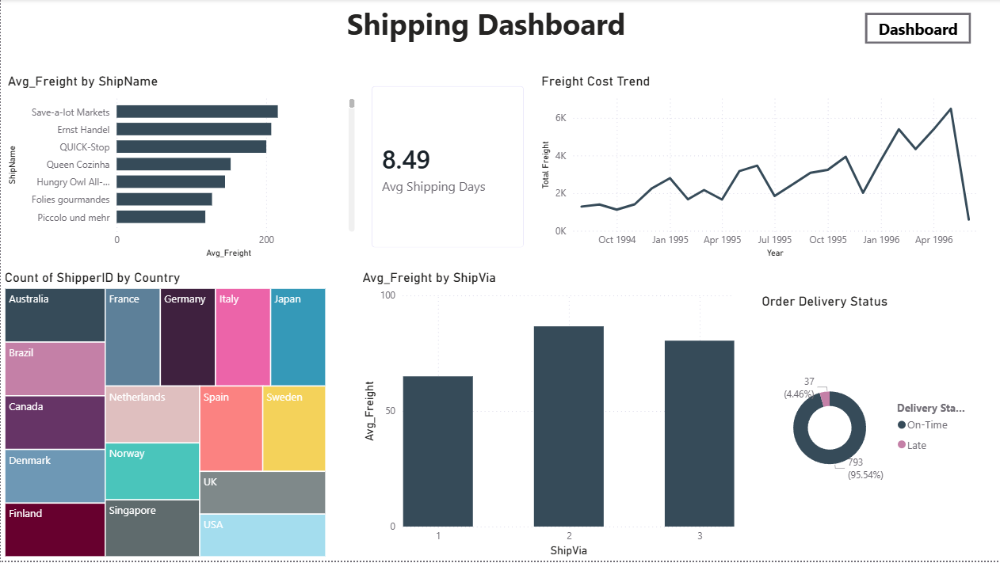 Shipping Dashboard
Dashboard
Avg_Freight by ShipName
ShipName
Save-a-lot Markets
Ernst Handel
QUICK-Stop
Queen Cozinha
Hungry Owl All-...
Folies gourmandes
Piccolo und mehr
0
200
Avg_Freight
8.49
Avg Shipping Days
Freight Cost Trend
Total Freight
6K
4K
2K
0K
Oct 1994
Jan 1995
Apr 1995
Jul 1995
Oct 1995
Jan 1996
Apr 1996
Year
Count of ShipperID by Country
Australia
Brazil
Canada
Denmark
Finland
France
Germany
Italy
Japan
Netherlands
Norway
Singapore
Spain
Sweden
UK
USA
Avg_Freight by ShipVia
Avg_Freight
100
50
0
1
2
3
ShipVia
Order Delivery Status
37
(4.46%)
793
(95.54%)
Delivery Sta...
On-Time
Late